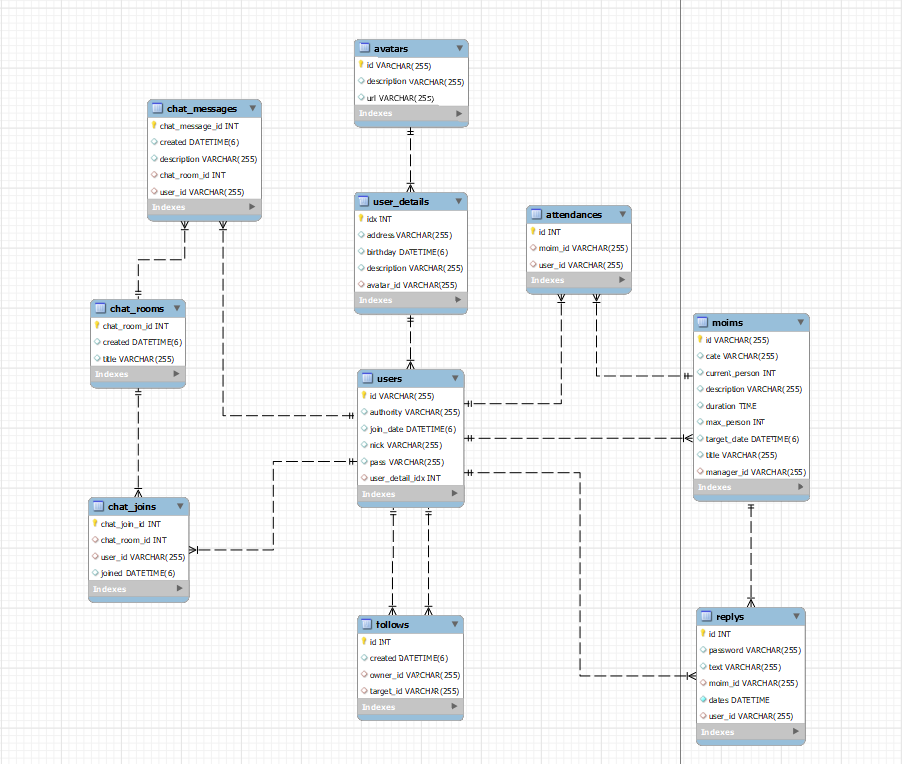 avatars
id VARCHAR(255)
description VARCHAR(255)
url VARCHAR(255)
Indexes
chat_messages
chat_message_id INT
created DATETIME(6)
description VARCHAR(255)
chat_room_id INT
user_id VARCHAR(255)
Indexes
user_details
idx INT
address VARCHAR(255)
birthday DATETIME(6)
description VARCHAR(255)
avatar_id VARCHAR(255)
Indexes
attendances
id INT
moim_id VARCHAR(255)
user_id VARCHAR(255)
Indexes
chat_rooms
chat_room_id INT
created DATETIME(6)
title VARCHAR(255)
Indexes
moims
id VARCHAR(255)
cate VARCHAR(255)
current_person INT
description VARCHAR(255)
duration TIME
max_person INT
target_date DATETIME(6)
title VARCHAR(255)
manager_id VARCHAR(255)
Indexes
users
id VARCHAR(255)
authority VARCHAR(255)
join_date DATETIME(6)
nick VARCHAR(255)
pass VARCHAR(255)
user_detail_idx INT
Indexes
chat_joins
chat_join_id INT
chat_room_id INT
user_id VARCHAR(255)
joined DATETIME(6)
Indexes
follows
id INT
created DATETIME(6)
owner_id VARCHAR(255)
target_id VARCHAR(255)
Indexes
replys
id INT
password VARCHAR(255)
text VARCHAR(255)
moim_id VARCHAR(255)
dates DATETIME
user_id VARCHAR(255)
Indexes